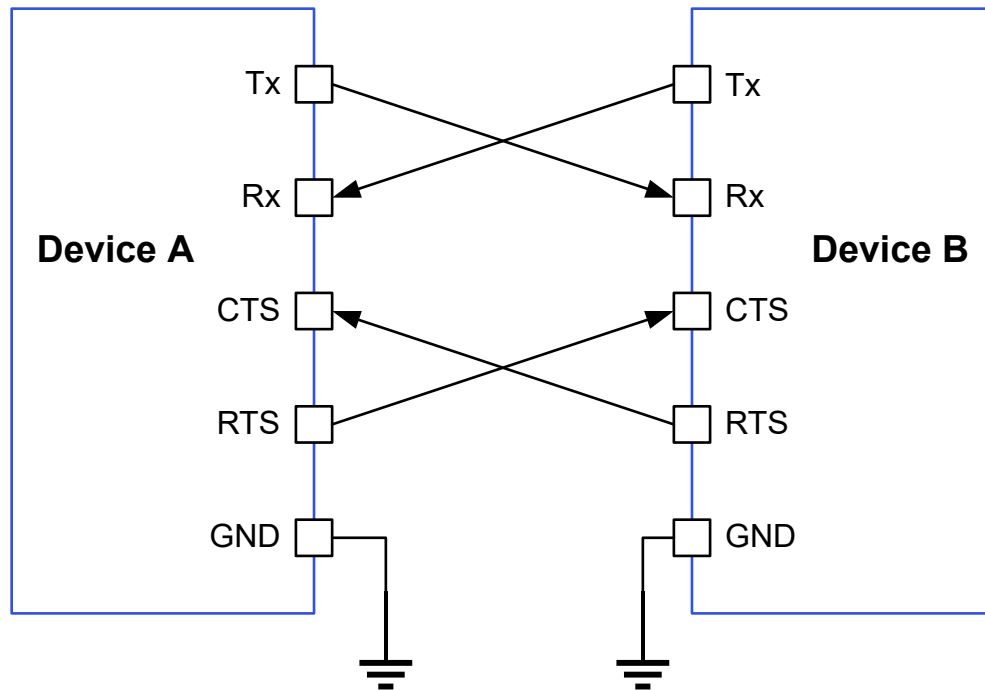 Tx
Tx
Rx
Rx
Device A
Device B
CTS
CTS
RTS
RTS
GND
GND